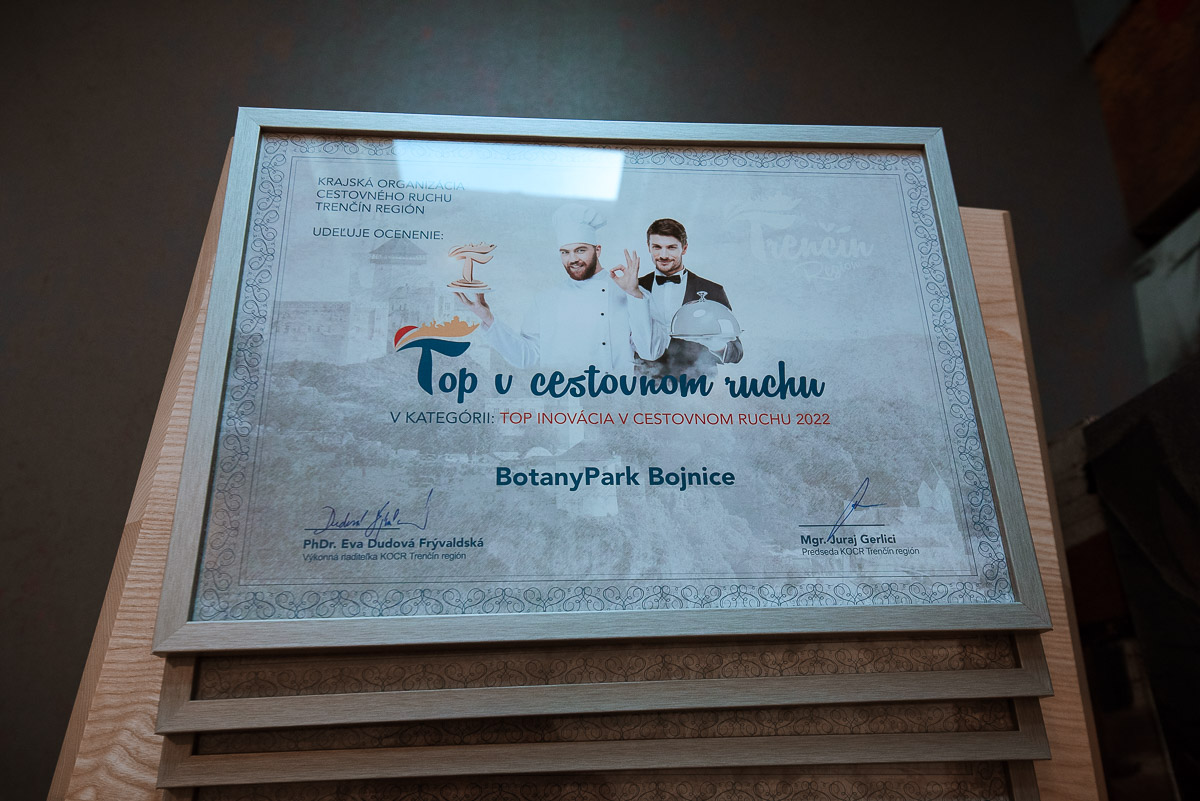 KRAJSKÁ ORGANIZÁCIA
CESTOVNÉHO RUCHU
TRENČÍN REGIÓN
UDEĽUJE OCENENIE:
Trenčín
Top v cestovnom ruchu
V KATEGÓRII: TOP INOVÁCIA V CESTOVNOM RUCHU 2022
BotanyPark Bojnice
PhDr. Eva Dudová Frývaldská
Výkonná riaditeľka KOCR Trenčín región
Mgr. Juraj Gerlici
Predseda KOCR Trenčín región